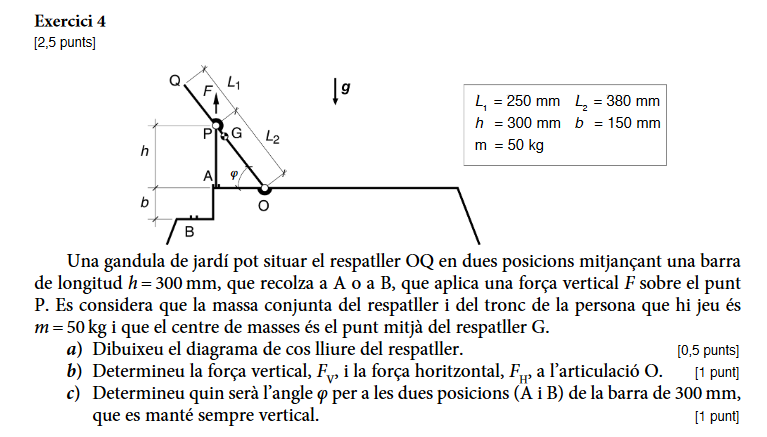 Exercici 4
[2,5 punts]
Q
L₁
F
g
P
G
L₂
h
A
φ
b
O
B
L₁ = 250 mm L₂ = 380 mm
h = 300 mm b = 150 mm
m = 50 kg
Una gandula de jardí pot situar el respatller OQ en dues posicions mitjançant una barra
de longitud h = 300 mm, que recolza a A o a B, que aplica una força vertical F sobre el punt
P. Es considera que la massa conjunta del respatller i del tronc de la persona que hi jeu és
m = 50 kg i que el centre de masses és el punt mitjà del respatller G.
a) Dibuixeu el diagrama de cos lliure del respatller. [0,5 punts]
b) Determineu la força vertical, F_V, i la força horitzontal, F_H, a l'articulació O. [1 punt]
c) Determineu quin serà l'angle φ per a les dues posicions (A i B) de la barra de 300 mm,
que es manté sempre vertical. [1 punt]